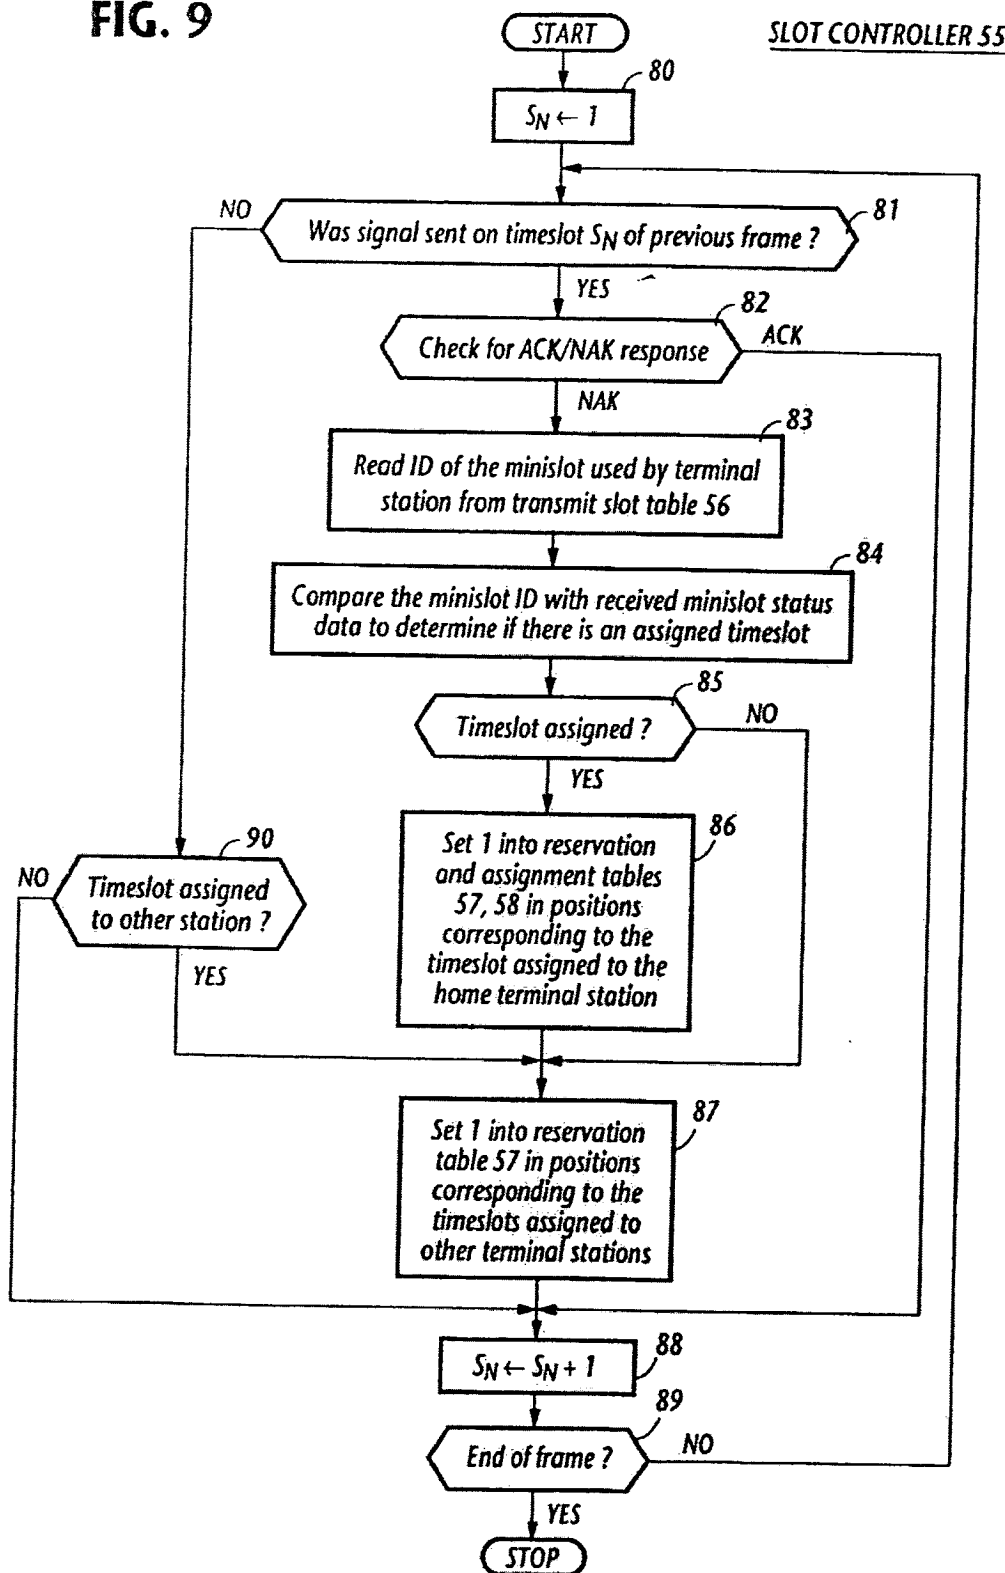 FIG. 9
START
SLOT CONTROLLER 55
80
SN ← 1
NO
81
Was signal sent on timeslot SN of previous frame ?
YES
82
ACK
Check for ACK/NAK response
NAK
83
Read ID of the minislot used by terminal
station from transmit slot table 56
84
Compare the minislot ID with received minislot status
data to determine if there is an assigned timeslot
85
NO
Timeslot assigned ?
YES
86
Set 1 into reservation
and assignment tables
57, 58 in positions
corresponding to the
timeslot assigned to the
home terminal station
90
NO
Timeslot assigned
to other station ?
YES
87
Set 1 into reservation
table 57 in positions
corresponding to the
timeslots assigned to
other terminal stations
88
SN ← SN + 1
89
End of frame ?
NO
YES
STOP